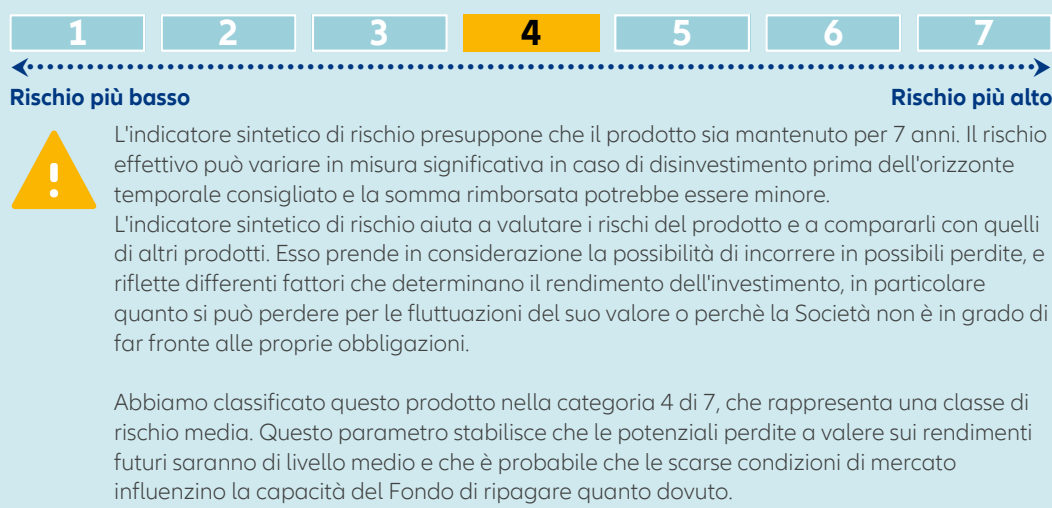 1 2 3 4 5 6 7
Rischio più basso Rischio più alto
L'indicatore sintetico di rischio presuppone che il prodotto sia mantenuto per 7 anni. Il rischio
effettivo può variare in misura significativa in caso di disinvestimento prima dell'orizzonte
temporale consigliato e la somma rimborsata potrebbe essere minore.
L'indicatore sintetico di rischio aiuta a valutare i rischi del prodotto e a compararli con quelli
di altri prodotti. Esso prende in considerazione la possibilità di incorrere in possibili perdite, e
riflette differenti fattori che determinano il rendimento dell'investimento, in particolare
quanto si può perdere per le fluttuazioni del suo valore o perchè la Società non è in grado di
far fronte alle proprie obbligazioni.
Abbiamo classificato questo prodotto nella categoria 4 di 7, che rappresenta una classe di
rischio media. Questo parametro stabilisce che le potenziali perdite a valere sui rendimenti
futuri saranno di livello medio e che è probabile che le scarse condizioni di mercato
influenzino la capacità del Fondo di ripagare quanto dovuto.